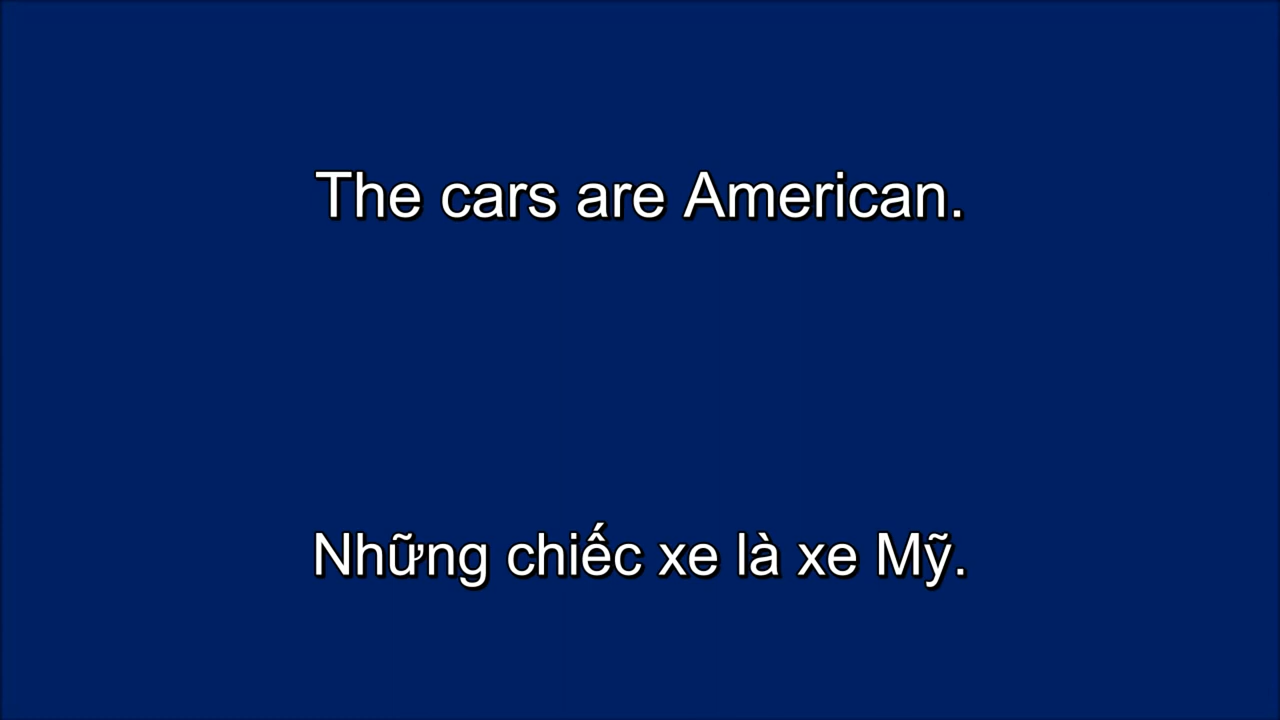 The cars are American.
Những chiếc xe là xe Mỹ.